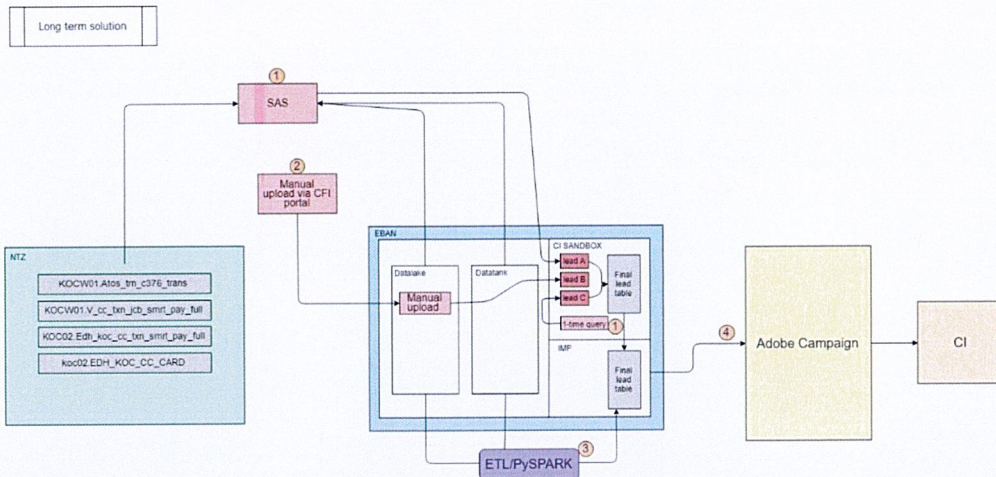 Long term solution
1
SAS
2
Manual
upload via CFI
portal
NTZ
KOCW01.Atos_tm_c376_trans
KOCW01.V_cc_txn_jcb_smrt_pay_full
KOC02.Edh_koc_cc_txn_smrt_pay_full
koc02.EDH_KOC_CC_CARD
EBAN
Datalake
Manual
upload
Datatank
CI SANDBOX
lead A
lead B
lead C
1-time query
1
Final
lead
table
IMP
Final
lead
table
ETL/PySPARK
3
4
Adobe Campaign
CI